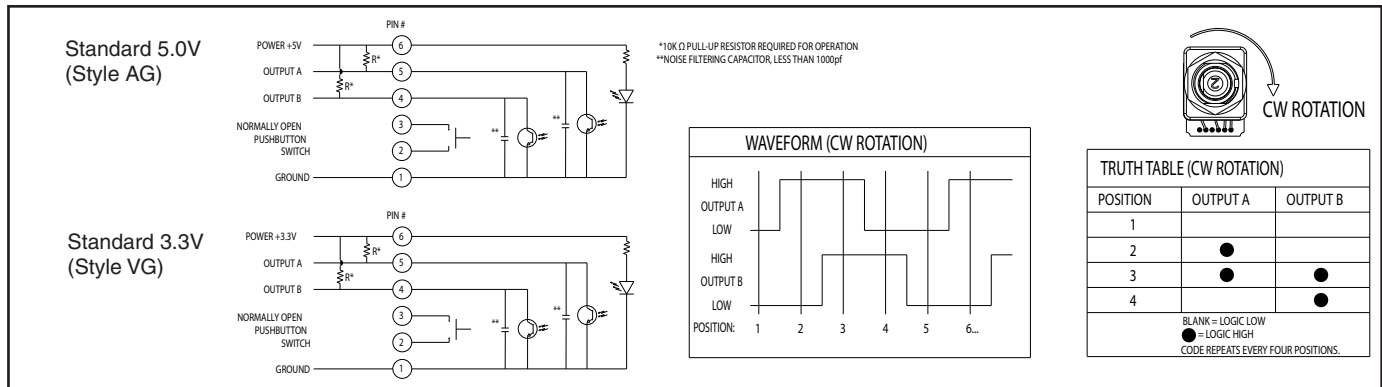 Standard 5.0V
(Style AG)
PIN #
POWER +5V
6
R*
OUTPUT A
5
R*
OUTPUT B
4
NORMALLY OPEN
PUSHBUTTON
SWITCH
3
2
**
**
GROUND
1
Standard 3.3V
(Style VG)
PIN #
POWER +3.3V
6
R*
OUTPUT A
5
R*
OUTPUT B
4
NORMALLY OPEN
PUSHBUTTON
SWITCH
3
2
**
**
GROUND
1
*10K Ω PULL-UP RESISTOR REQUIRED FOR OPERATION
**NOISE FILTERING CAPACITOR, LESS THAN 1000pf
WAVEFORM (CW ROTATION)
HIGH
OUTPUT A
LOW
HIGH
OUTPUT B
LOW
POSITION: 1 2 3 4 5 6...
CW ROTATION
TRUTH TABLE (CW ROTATION)
POSITION OUTPUT A OUTPUT B
1
2 ●
3 ● ●
4 ●
BLANK = LOGIC LOW
● = LOGIC HIGH
CODE REPEATS EVERY FOUR POSITIONS.